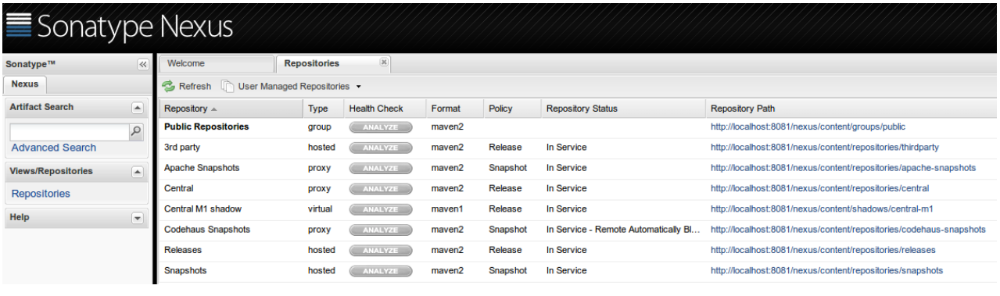 Sonatype Nexus
Sonatype™
Welcome
Repositories
Nexus
Refresh User Managed Repositories
Artifact Search
Advanced Search
Views/Repositories
Repositories
Help
Repository Type Health Check Format Policy Repository Status Repository Path
Public Repositories group ANALYZE maven2 http://localhost:8081/nexus/content/groups/public
3rd party hosted ANALYZE maven2 Release In Service http://localhost:8081/nexus/content/repositories/thirdparty
Apache Snapshots proxy ANALYZE maven2 Snapshot In Service http://localhost:8081/nexus/content/repositories/apache-snapshots
Central proxy ANALYZE maven2 Release In Service http://localhost:8081/nexus/content/repositories/central
Central M1 shadow virtual ANALYZE maven1 Release In Service http://localhost:8081/nexus/content/shadows/central-m1
Codehaus Snapshots proxy ANALYZE maven2 Snapshot In Service - Remote Automatically Bl... http://localhost:8081/nexus/content/repositories/codehaus-snapshots
Releases hosted ANALYZE maven2 Release In Service http://localhost:8081/nexus/content/repositories/releases
Snapshots hosted ANALYZE maven2 Snapshot In Service http://localhost:8081/nexus/content/repositories/snapshots